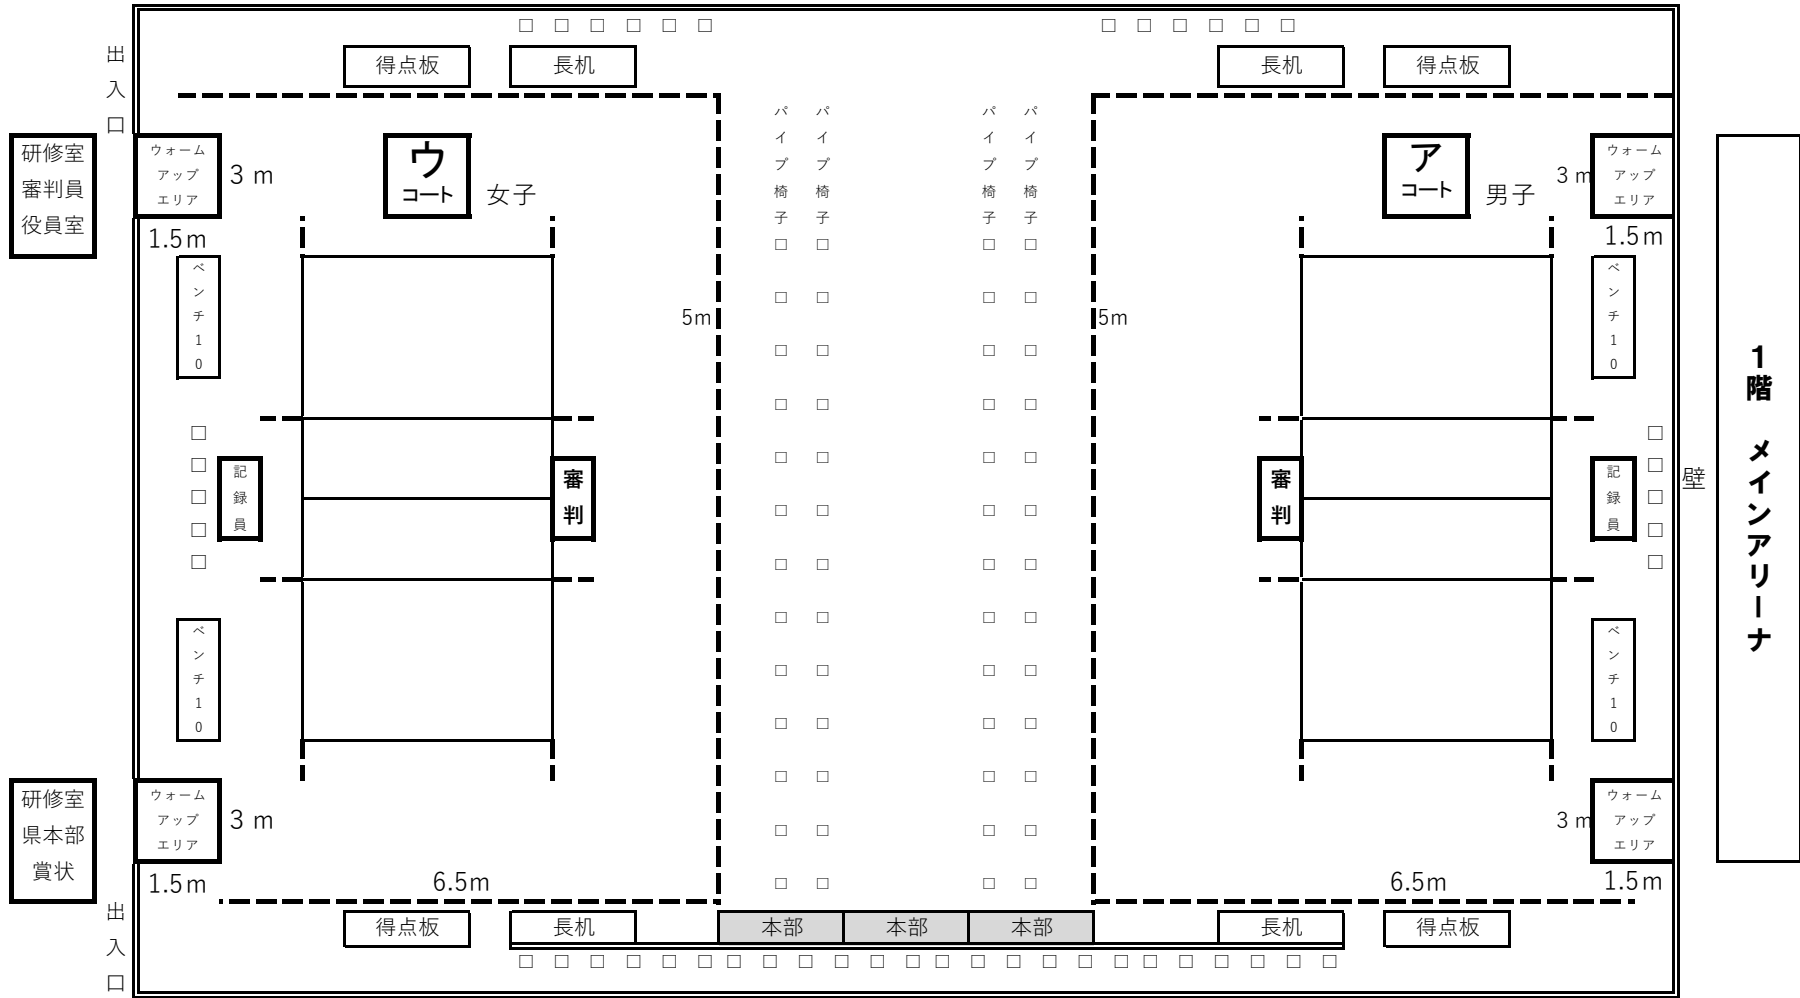 □ □ □ □ □ □
□ □ □ □ □ □
出入口
得点板
長机
長机
得点板
研修室
審判員
役員室
ウォーム
アップ
エリア
3 m
1.5m
ウ
コート
女子
パイプ椅子□□□□□□□□□□□□□
パイプ椅子□□□□□□□□□□□□□
パイプ椅子□□□□□□□□□□□□□
パイプ椅子□□□□□□□□□□□□□
ア
コート
男子
3 m
ウォーム
アップ
エリア
1.5m
ベンチ10
5m
5m
ベンチ10
□□□□□
記録員
審判
審判
記録員
□□□□□
壁
1階 メインアリーナ
ベンチ10
ベンチ10
研修室
県本部
賞状
ウォーム
アップ
エリア
3 m
1.5m
6.5m
6.5m
3 m
ウォーム
アップ
エリア
1.5m
出入口
得点板
長机
本部
本部
本部
長机
得点板
□ □ □ □ □ □ □ □ □ □ □ □ □ □ □ □ □ □ □ □ □ □ □